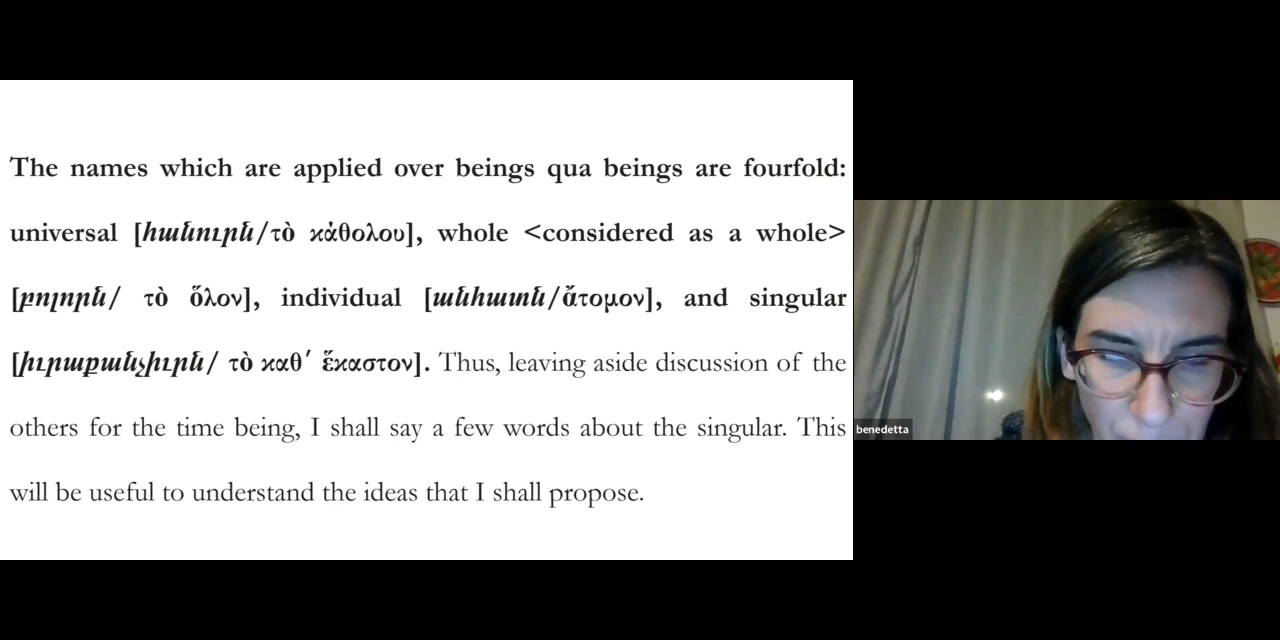 The names which are applied over beings qua beings are fourfold:
universal [հանուրն/τὸ κἀθολου], whole <considered as a whole>
[բոլորն/ τὸ ὅλον], individual [անհատն/ἄτομον], and singular
[իւրաքանչիւրն/ τὸ καθ′ ἕκαστον]. Thus, leaving aside discussion of the
others for the time being, I shall say a few words about the singular. This
will be useful to understand the ideas that I shall propose.
benedetta